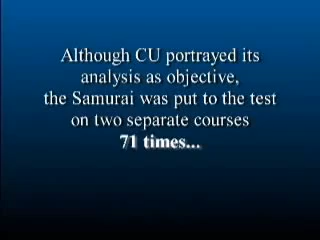 Although CU portrayed its
analysis as objective,
the Samurai was put to the test
on two separate courses
71 times...